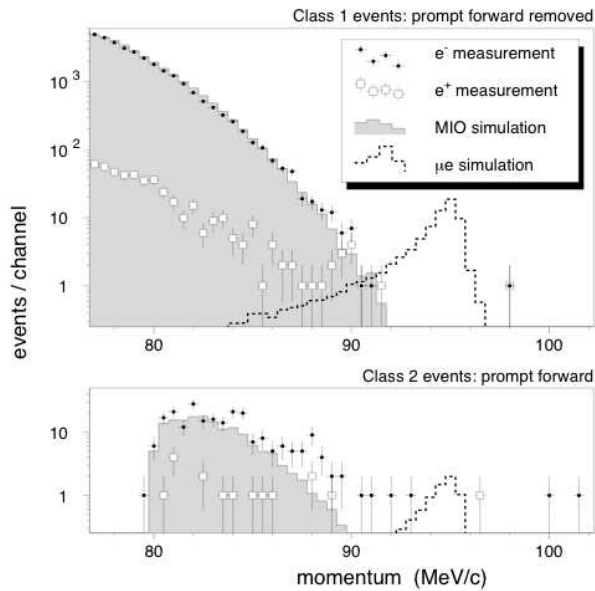 Class 1 events: prompt forward removed
e⁻ measurement
e⁺ measurement
MIO simulation
μe simulation
10³
10²
10
1
events / channel
80
90
100
Class 2 events: prompt forward
10
1
80
90
100
momentum (MeV/c)